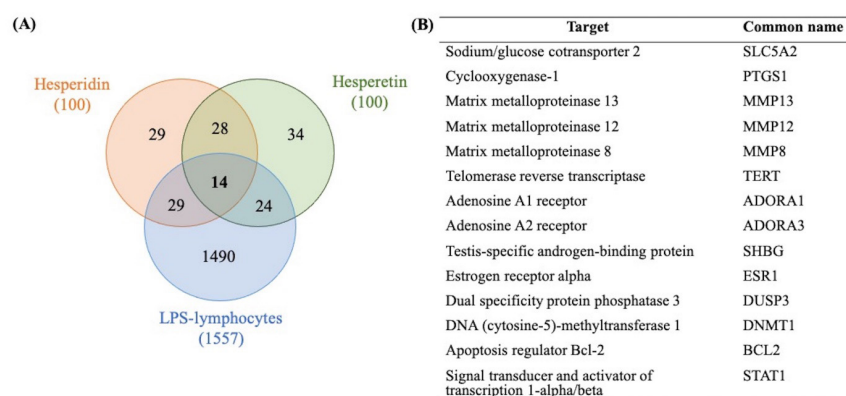 (A)
Hesperidin
(100)
Hesperetin
(100)
29
28
34
14
29
24
1490
LPS-lymphocytes
(1557)
(B)
Target Common name
Sodium/glucose cotransporter 2 SLC5A2
Cyclooxygenase-1 PTGS1
Matrix metalloproteinase 13 MMP13
Matrix metalloproteinase 12 MMP12
Matrix metalloproteinase 8 MMP8
Telomerase reverse transcriptase TERT
Adenosine A1 receptor ADORA1
Adenosine A2 receptor ADORA3
Testis-specific androgen-binding protein SHBG
Estrogen receptor alpha ESR1
Dual specificity protein phosphatase 3 DUSP3
DNA (cytosine-5)-methyltransferase 1 DNMT1
Apoptosis regulator Bcl-2 BCL2
Signal transducer and activator of STAT1
transcription 1-alpha/beta